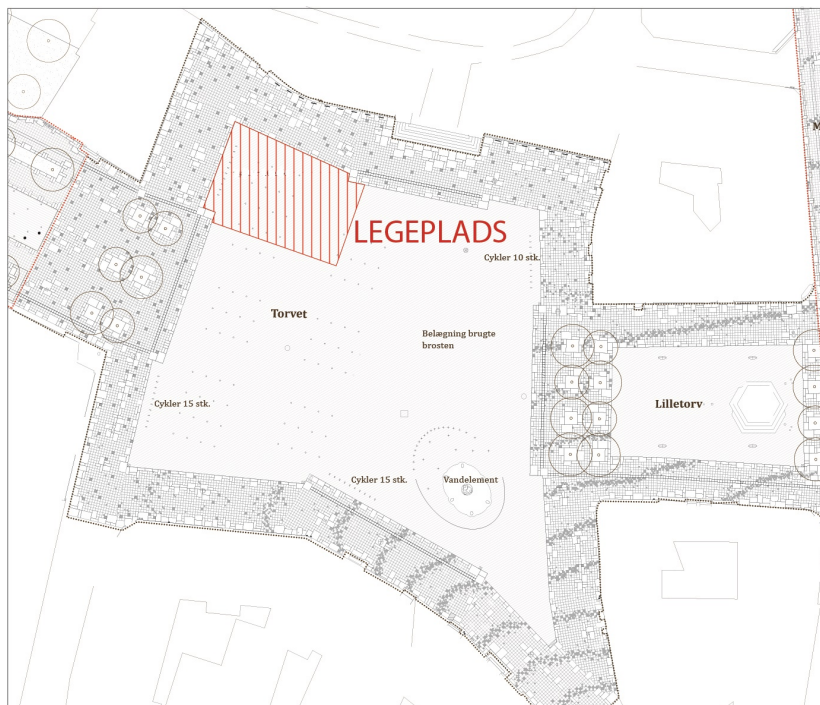 LEGEPLADS
Cykler 10 stk.
Torvet
Belægning brugte
brosten
Cykler 15 stk.
Lilletorv
Cykler 15 stk.
Vandelement